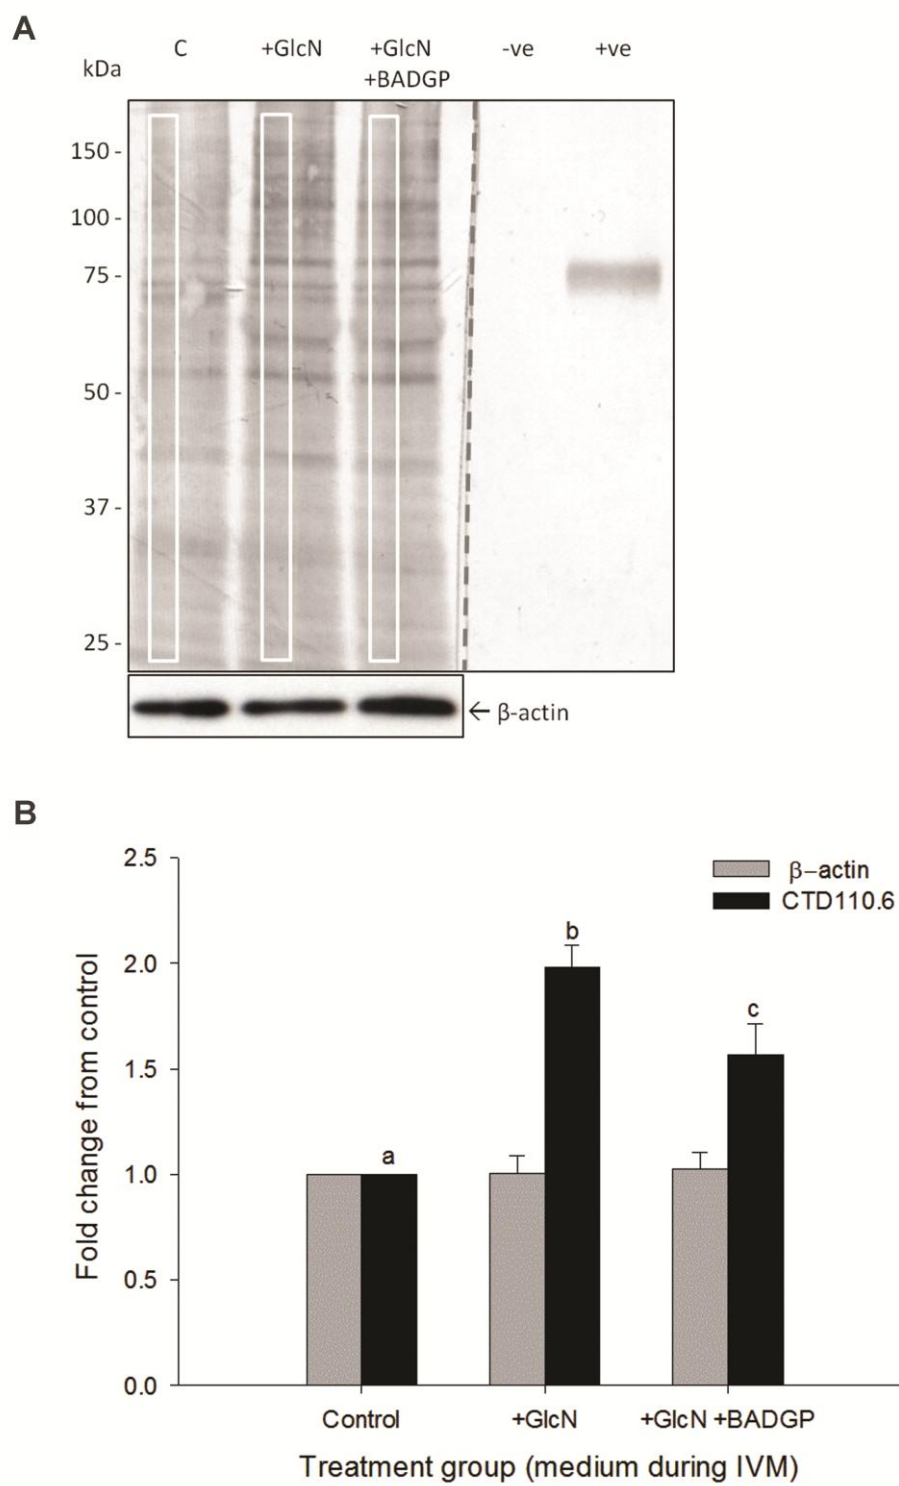 A
kDa
C +GlcN +GlcN -ve +ve
+BADGP
150 -
100 -
75 -
50 -
37 -
25 -
← β-actin
B
Fold change from control
2.5
2.0
1.5
1.0
0.5
0.0
β–actin
CTD110.6
a
b
c
Control +GlcN +GlcN +BADGP
Treatment group (medium during IVM)